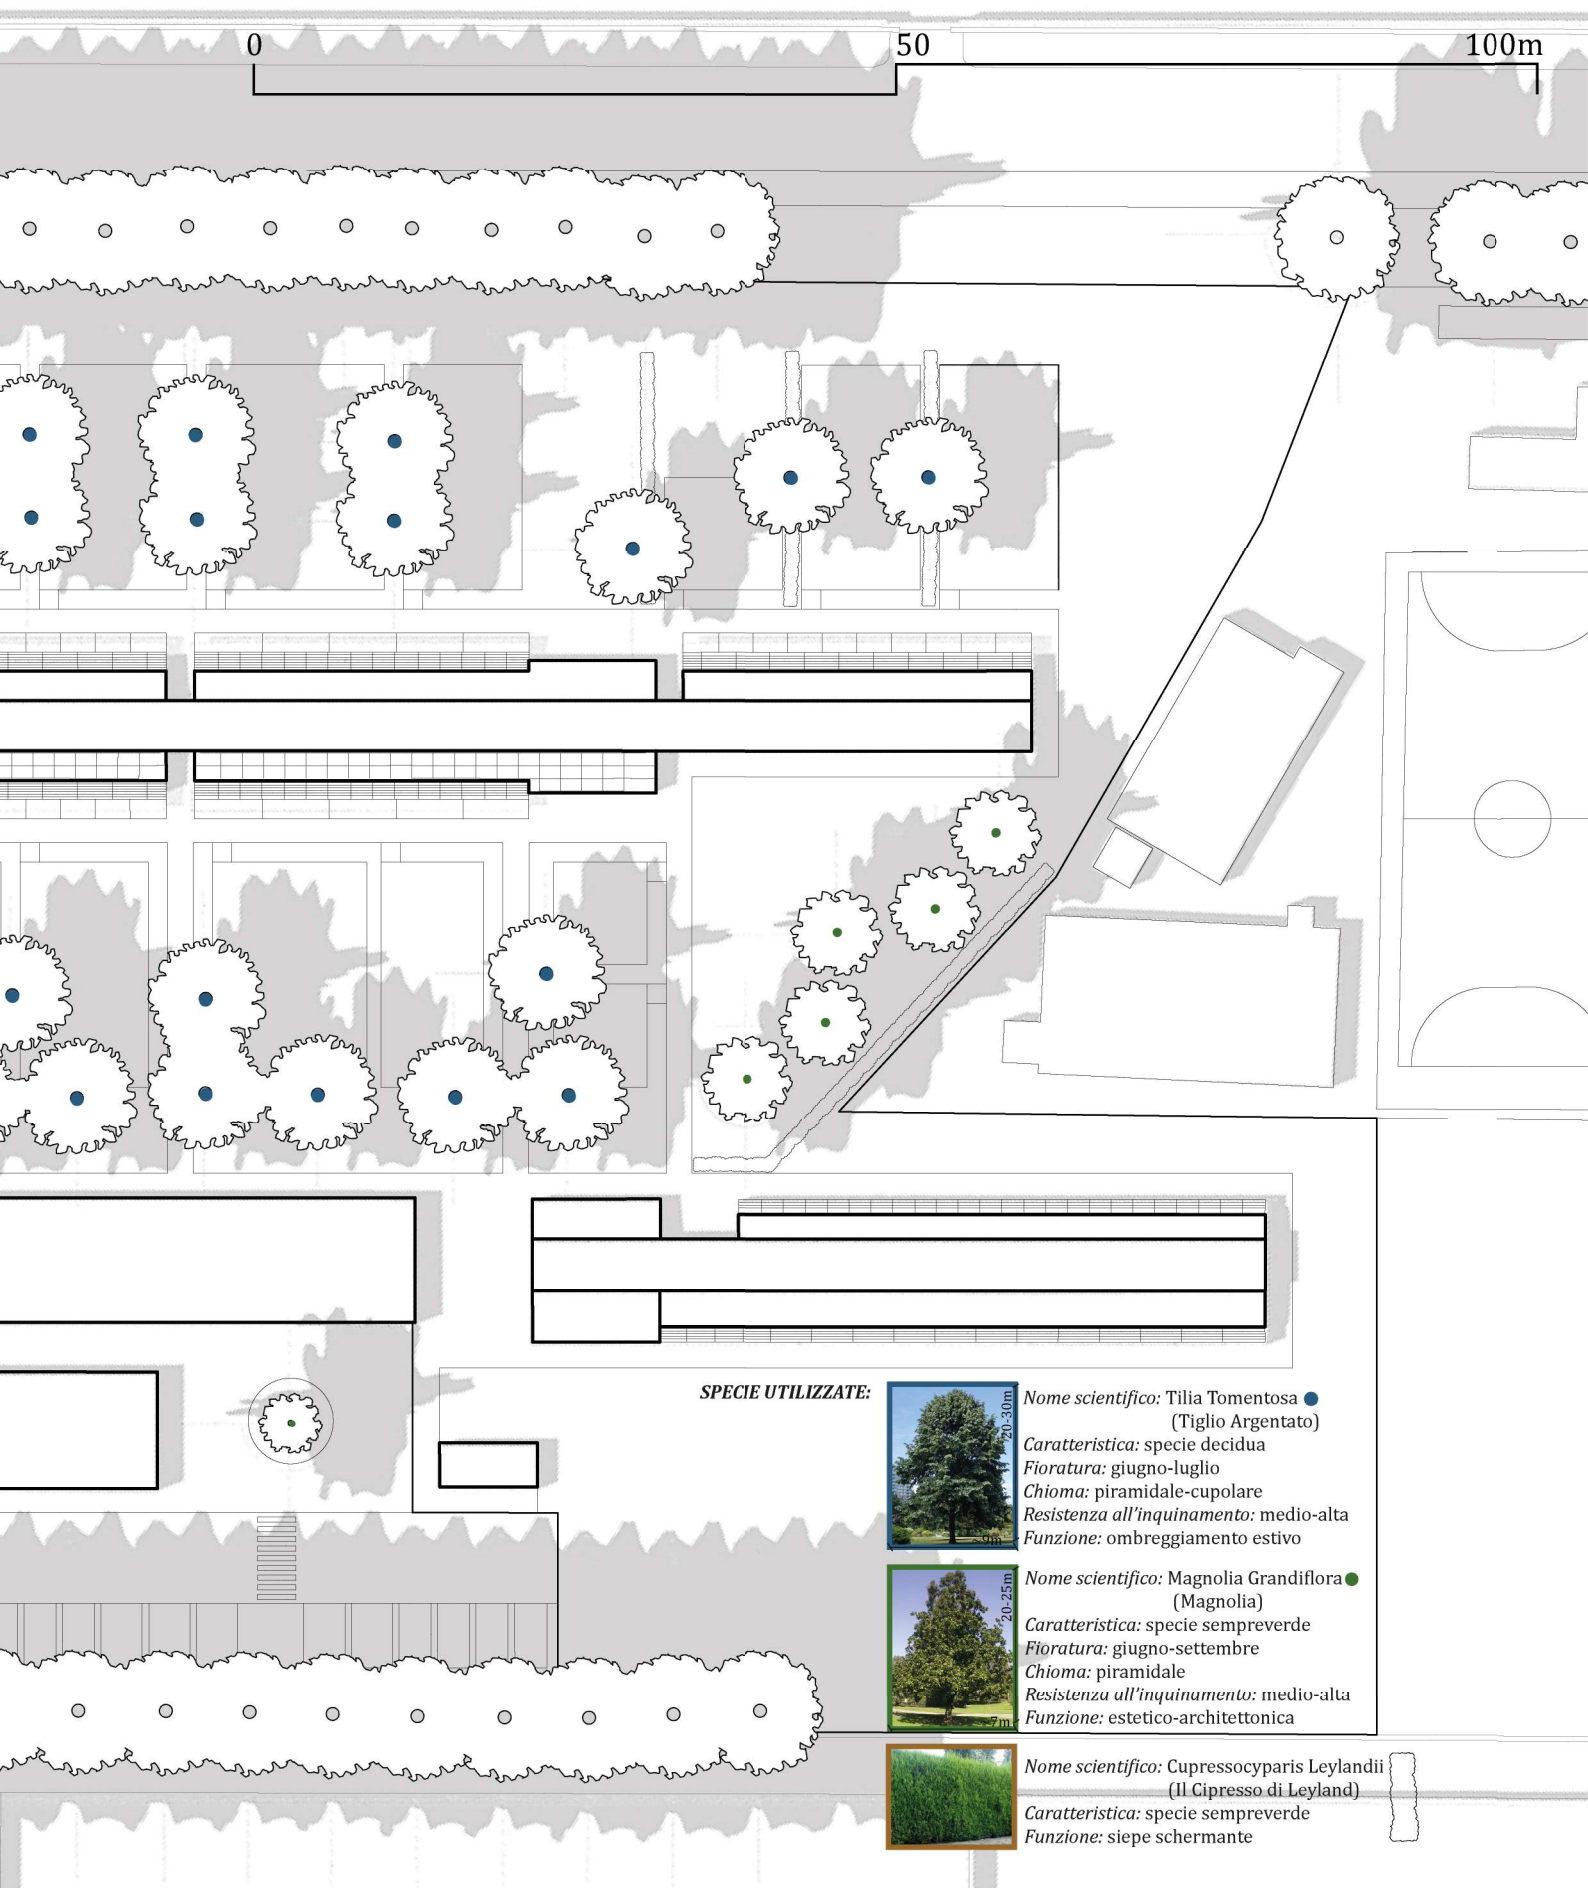 0 50 100m
SPECIE UTILIZZATE:
20-30m
~9m
Nome scientifico: Tilia Tomentosa
(Tiglio Argentato)
Caratteristica: specie decidua
Fioratura: giugno-luglio
Chioma: piramidale-cupolare
Resistenza all'inquinamento: medio-alta
Funzione: ombreggiamento estivo
20-25m
~7m
Nome scientifico: Magnolia Grandiflora
(Magnolia)
Caratteristica: specie sempreverde
Fioratura: giugno-settembre
Chioma: piramidale
Resistenza all'inquinamento: medio-alta
Funzione: estetico-architettonica
Nome scientifico: Cupressocyparis Leylandii
(Il Cipresso di Leyland)
Caratteristica: specie sempreverde
Funzione: siepe schermante